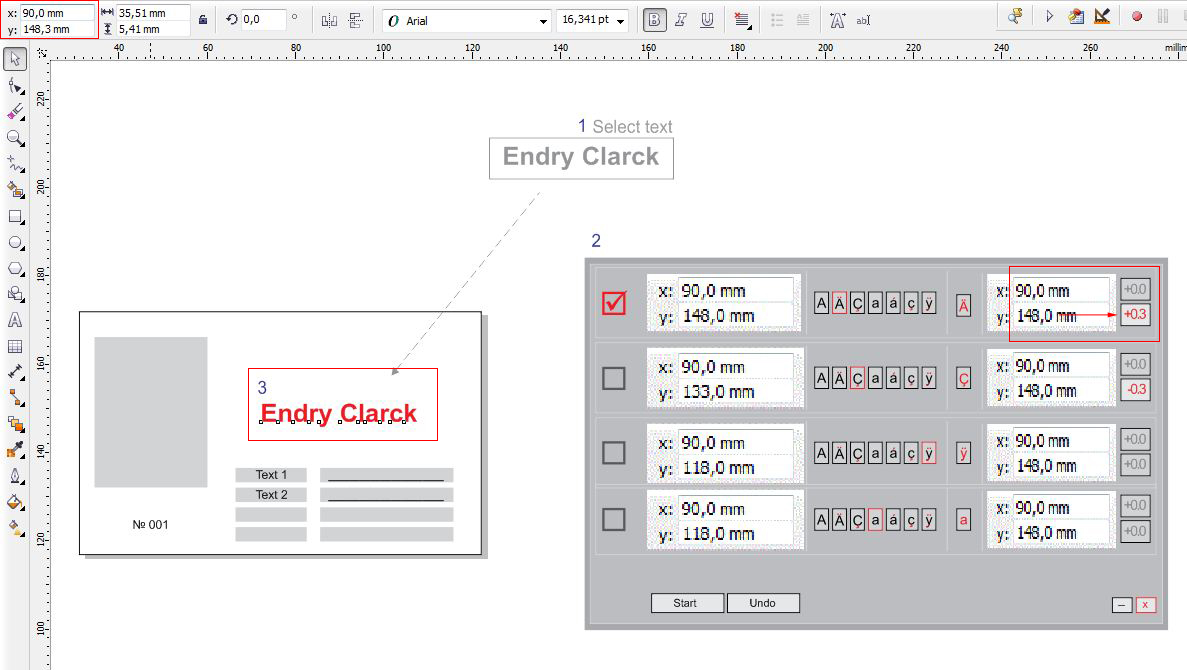 x: 90,0 mm 35,51 mm 0,0 ° O Arial 16,341 pt B I U A ab
y: 148,3 mm 5,41 mm
40 60 80 100 120 140 160 180 200 220 240 260 millim
220
200
180
160
140
120
100
1 Select text
Endry Clarck
2
x: 90,0 mm A Ä Ç a á ç ÿ Ä x: 90,0 mm +0.0
y: 148,0 mm y: 148,0 mm +0.3
x: 90,0 mm A Ä Ç a á ç ÿ Ç x: 90,0 mm +0.0
y: 133,0 mm y: 148,0 mm -0.3
x: 90,0 mm A Ä Ç a á ç ÿ ÿ x: 90,0 mm +0.0
y: 118,0 mm y: 148,0 mm +0.0
x: 90,0 mm A Ä Ç a á ç ÿ a x: 90,0 mm +0.0
y: 118,0 mm y: 148,0 mm +0.0
Start Undo – x
3
Endry Clarck
Text 1
Text 2
№ 001